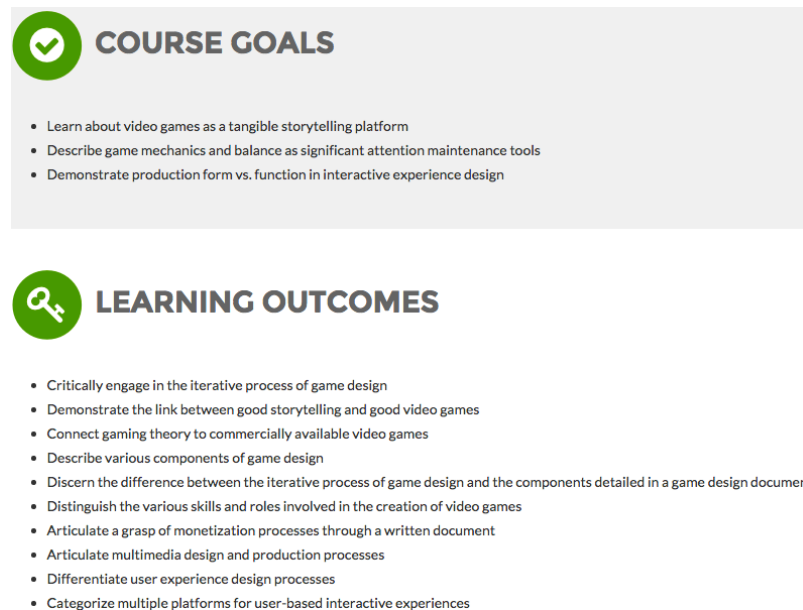 COURSE GOALS
• Learn about video games as a tangible storytelling platform
• Describe game mechanics and balance as significant attention maintenance tools
• Demonstrate production form vs. function in interactive experience design
LEARNING OUTCOMES
• Critically engage in the iterative process of game design
• Demonstrate the link between good storytelling and good video games
• Connect gaming theory to commercially available video games
• Describe various components of game design
• Discern the difference between the iterative process of game design and the components detailed in a game design
• Distinguish the various skills and roles involved in the creation of video games
• Articulate a grasp of monetization processes through a written document
• Articulate multimedia design and production processes
• Differentiate user experience design processes
• Categorize multiple platforms for user-based interactive experiences